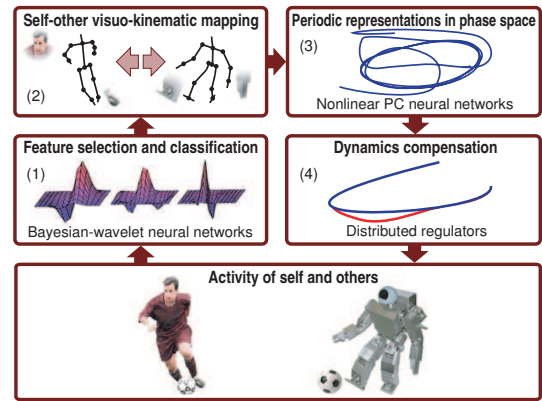 Self-other visuo-kinematic mapping
(2)
Periodic representations in phase space
(3)
Nonlinear PC neural networks
Feature selection and classification
(1)
Bayesian-wavelet neural networks
Dynamics compensation
(4)
Distributed regulators
Activity of self and others